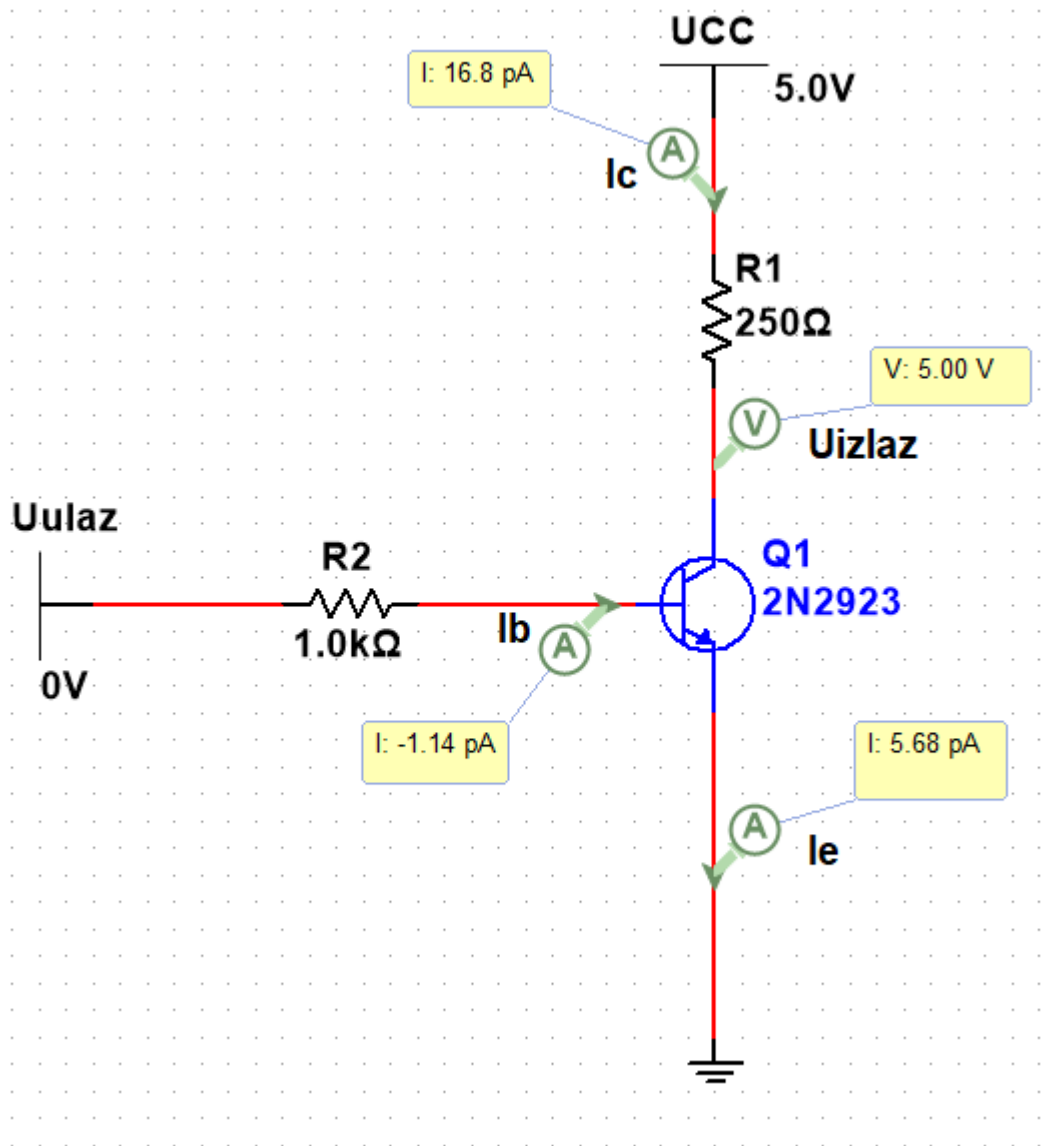 UCC
5.0V
I: 16.8 pA
A
Ic
R1
250Ω
V: 5.00 V
V
Uizlaz
Uulaz
0V
R2
1.0kΩ
Ib
A
I: -1.14 pA
Q1
2N2923
I: 5.68 pA
A
Ie